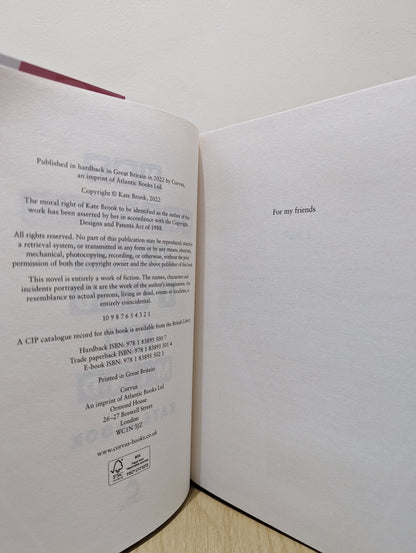 Published in hardback in Great Britain in 2022 by Corvus,
an imprint of Atlantic Books Ltd.
Copyright © Kate Brook, 2022
The moral right of Kate Brook to be identified as the author of this
work has been asserted by her in accordance with the Copyright,
Designs and Patents Act of 1988.
All rights reserved. No part of this publication may be reproduced, stored in
a retrieval system, or transmitted in any form or by any means, electronic,
mechanical, photocopying, recording, or otherwise, without the prior
permission of both the copyright owner and the above publisher of this book.
This novel is entirely a work of fiction. The names, characters and
incidents portrayed in it are the work of the author's imagination. Any
resemblance to actual persons, living or dead, events or localities, is
entirely coincidental.
10 9 8 7 6 5 4 3 2 1
A CIP catalogue record for this book is available from the British Library.
Hardback ISBN: 978 1 83895 500 7
Trade paperback ISBN: 978 1 83895 501 4
E-book ISBN: 978 1 83895 502 1
Printed in Great Britain
Corvus
An imprint of Atlantic Books Ltd
Ormond House
26–27 Boswell Street
London
WC1N 3JZ
www.corvus-books.co.uk
FSC
MIX
For my friends